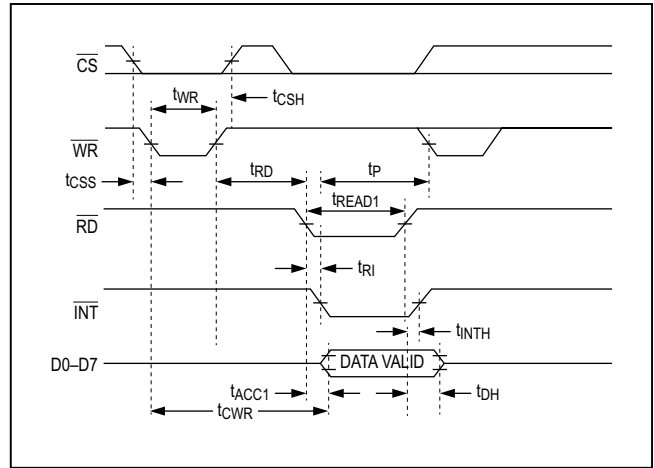 CS
tWR
tCSH
WR
tCSS
tRD
tP
tREAD1
RD
tRI
INT
tINTH
D0–D7
DATA VALID
tACC1
tDH
tCWR